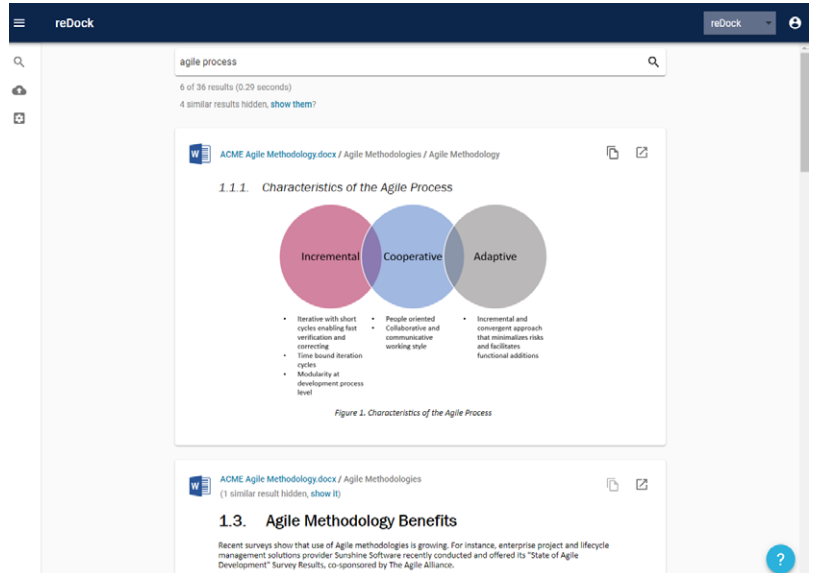 reDock
reDock
agile process
6 of 36 results (0.29 seconds)
4 similar results hidden, show them?
ACME Agile Methodology.docx / Agile Methodologies / Agile Methodology
1.1.1. Characteristics of the Agile Process
Incremental
Cooperative
Adaptive
• Iterative with short
cycles enabling fast
verification and
correcting
• Time bound iteration
cycles
• Modularity at
development process
level
• People oriented
• Collaborative and
communicative
working style
• Incremental and
convergent approach
that minimalizes risks
and facilitates
functional additions
Figure 1. Characteristics of the Agile Process
W
ACME Agile Methodology.docx / Agile Methodologies
(1 similar result hidden, show it)
W
1.3. Agile Methodology Benefits
Recent surveys show that use of Agile methodologies is growing. For instance, enterprise project and lifecycle
management solutions provider Sunshine Software recently conducted and offered its "State of Agile
Development" Survey Results, co-sponsored by The Agile Alliance.
?